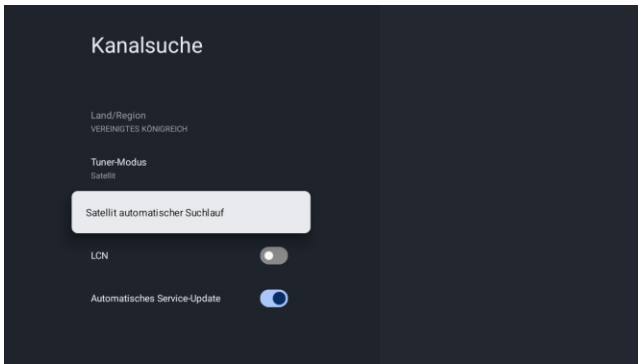 Kanalsuche
Land/Region
VEREINIGTES KÖNIGREICH
Tuner-Modus
Satellit
Satellit automatischer Suchlauf
LCN
Automatisches Service-Update